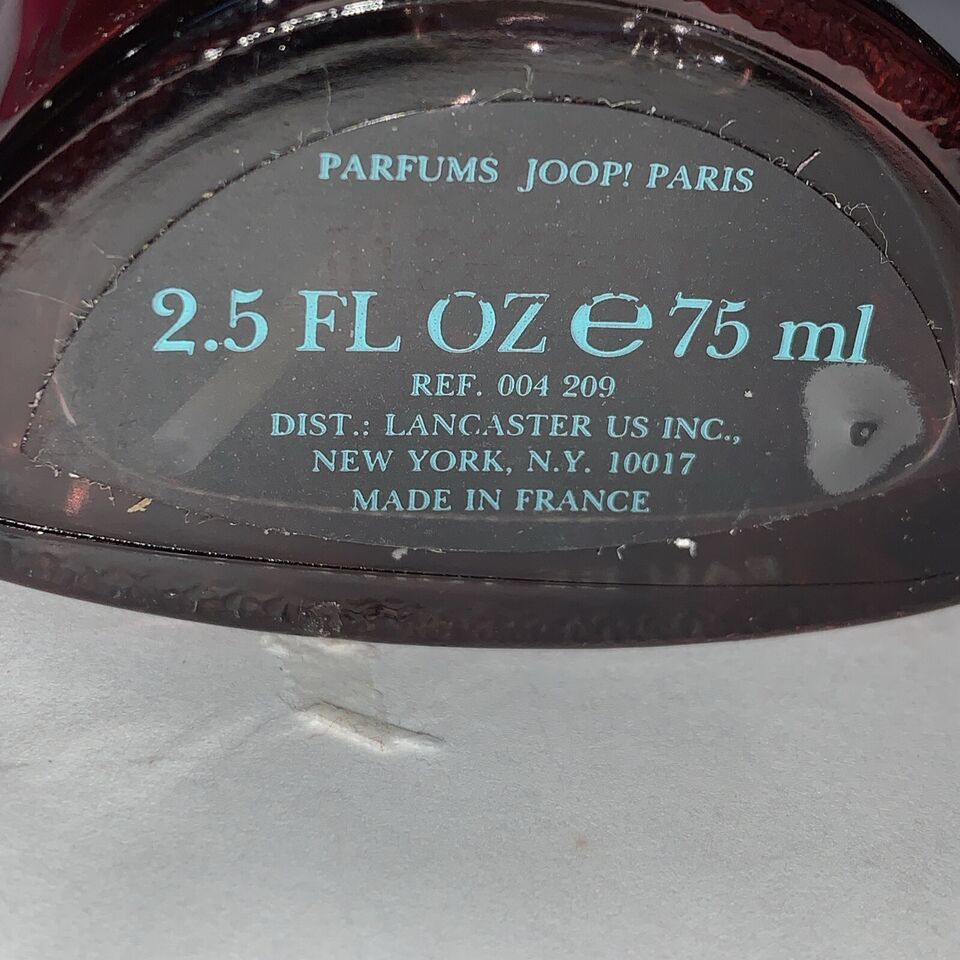 PARFUMS JOOP! PARIS
2.5 FL OZ e 75 ml
REF. 004 209
DIST.: LANCASTER US INC.,
NEW YORK, N.Y. 10017
MADE IN FRANCE